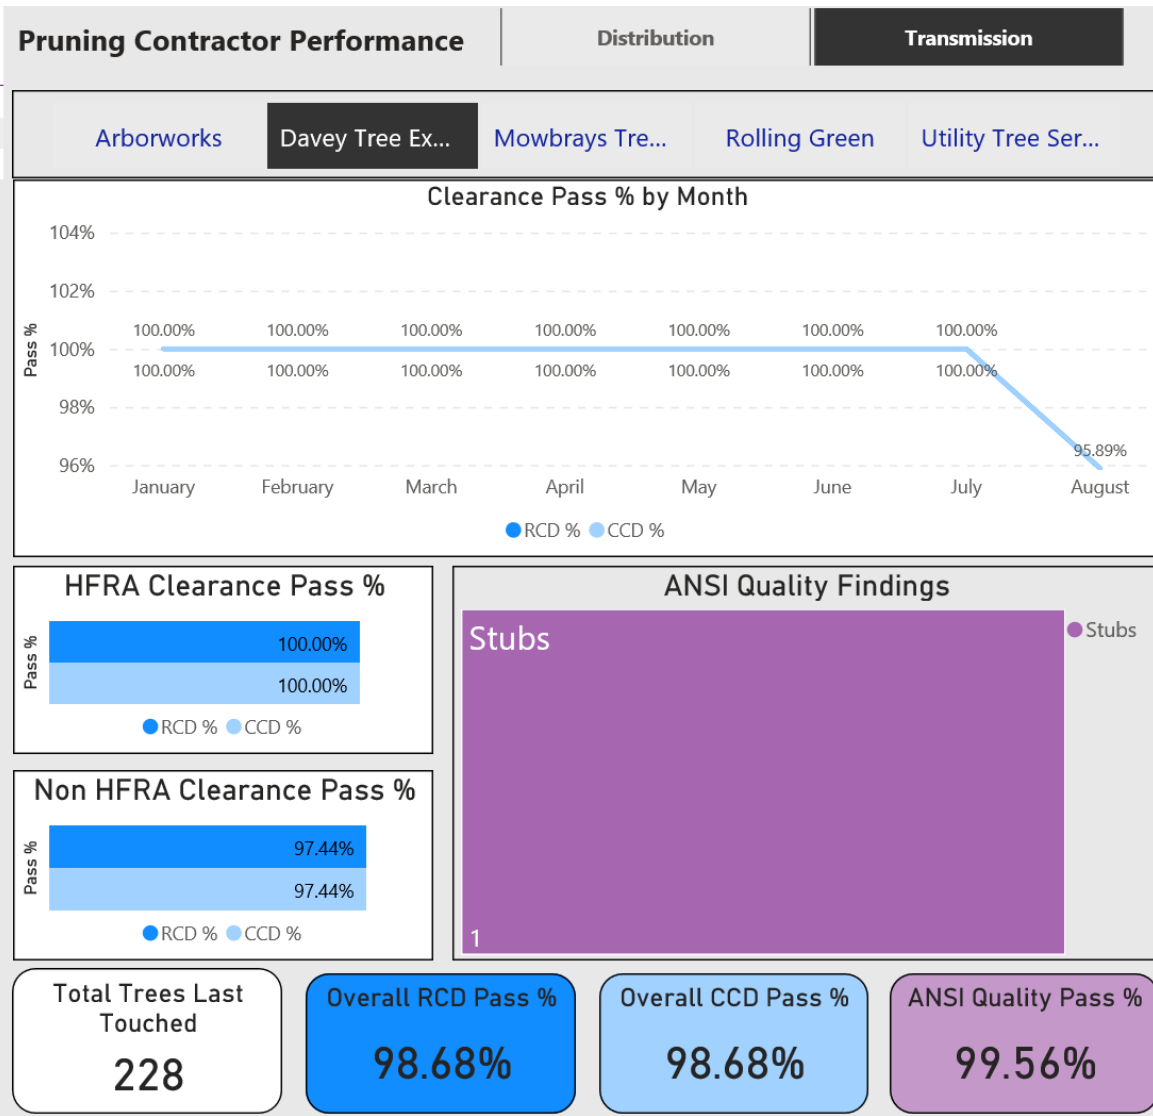 Pruning Contractor Performance
Distribution
Transmission
Arborworks
Davey Tree Ex...
Mowbrays Tre...
Rolling Green
Utility Tree Ser...
Clearance Pass % by Month
Pass %
104%
102%
100%
98%
96%
100.00% 100.00% 100.00% 100.00% 100.00% 100.00% 100.00%
100.00% 100.00% 100.00% 100.00% 100.00% 100.00% 100.00%
95.89%
January February March April May June July August
RCD % CCD %
HFRA Clearance Pass %
Pass %
100.00%
100.00%
RCD % CCD %
Non HFRA Clearance Pass %
Pass %
97.44%
97.44%
RCD % CCD %
ANSI Quality Findings
Stubs
1
Stubs
Total Trees Last
Touched
228
Overall RCD Pass %
98.68%
Overall CCD Pass %
98.68%
ANSI Quality Pass %
99.56%